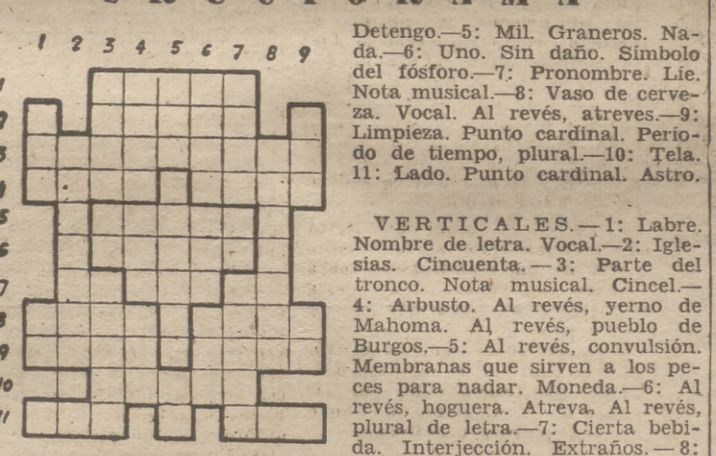 1 2 3 4 5 6 7 8 9
2
3
4
5
6
7
8
9
10
11
Detengo.—5: Mil. Graneros. Na-
da.—6: Uno. Sin daño. Símbolo
del fósforo.—7: Pronombre. Líe.
Nota musical.—8: Vaso de cerve-
za. Vocal. Al revés, atreves.—9:
Limpieza. Punto cardinal. Perío-
do de tiempo, plural.—10: Tela.
11: Lado. Punto cardinal. Astro.
VERTICALES.—1: Labre.
Nombre de letra. Vocal.—2: Igle-
sias. Cincuenta.—3: Parte del
tronco. Nota musical. Cincel.—
4: Arbusto. Al revés, yerno de
Mahoma. Al revés, pueblo de
Burgos.—5: Al revés, convulsión.
Membranas que sirven a los pe-
ces para nadar. Moneda.—6: Al
revés, hoguera. Atreva. Al revés,
plural de letra.—7: Cierta bebi-
da. Interjección. Extraños.—8: